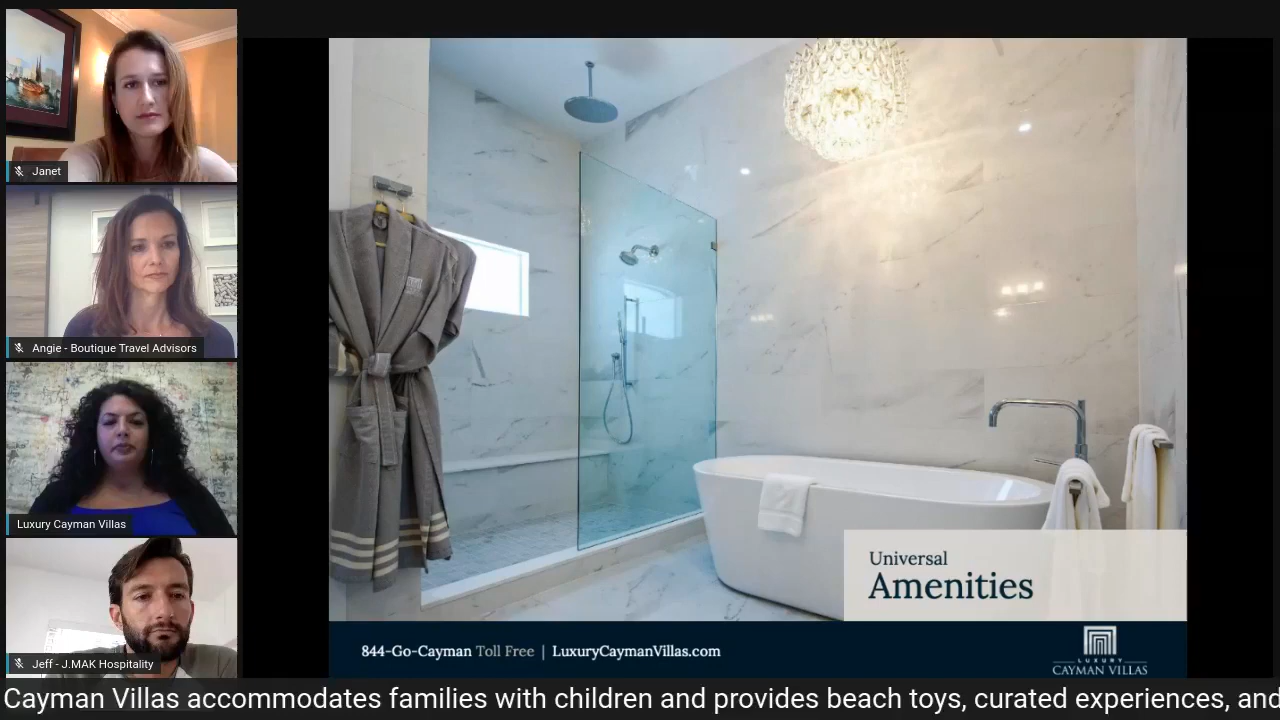 Janet
Angie - Boutique Travel Advisors
Luxury Cayman Villas
Jeff - J.MAK Hospitality
Universal
Amenities
844-Go-Cayman Toll Free | LuxuryCaymanVillas.com
LUXURY
CAYMAN VILLAS
Cayman Villas accommodates families with children and provides beach toys, curated experiences, and